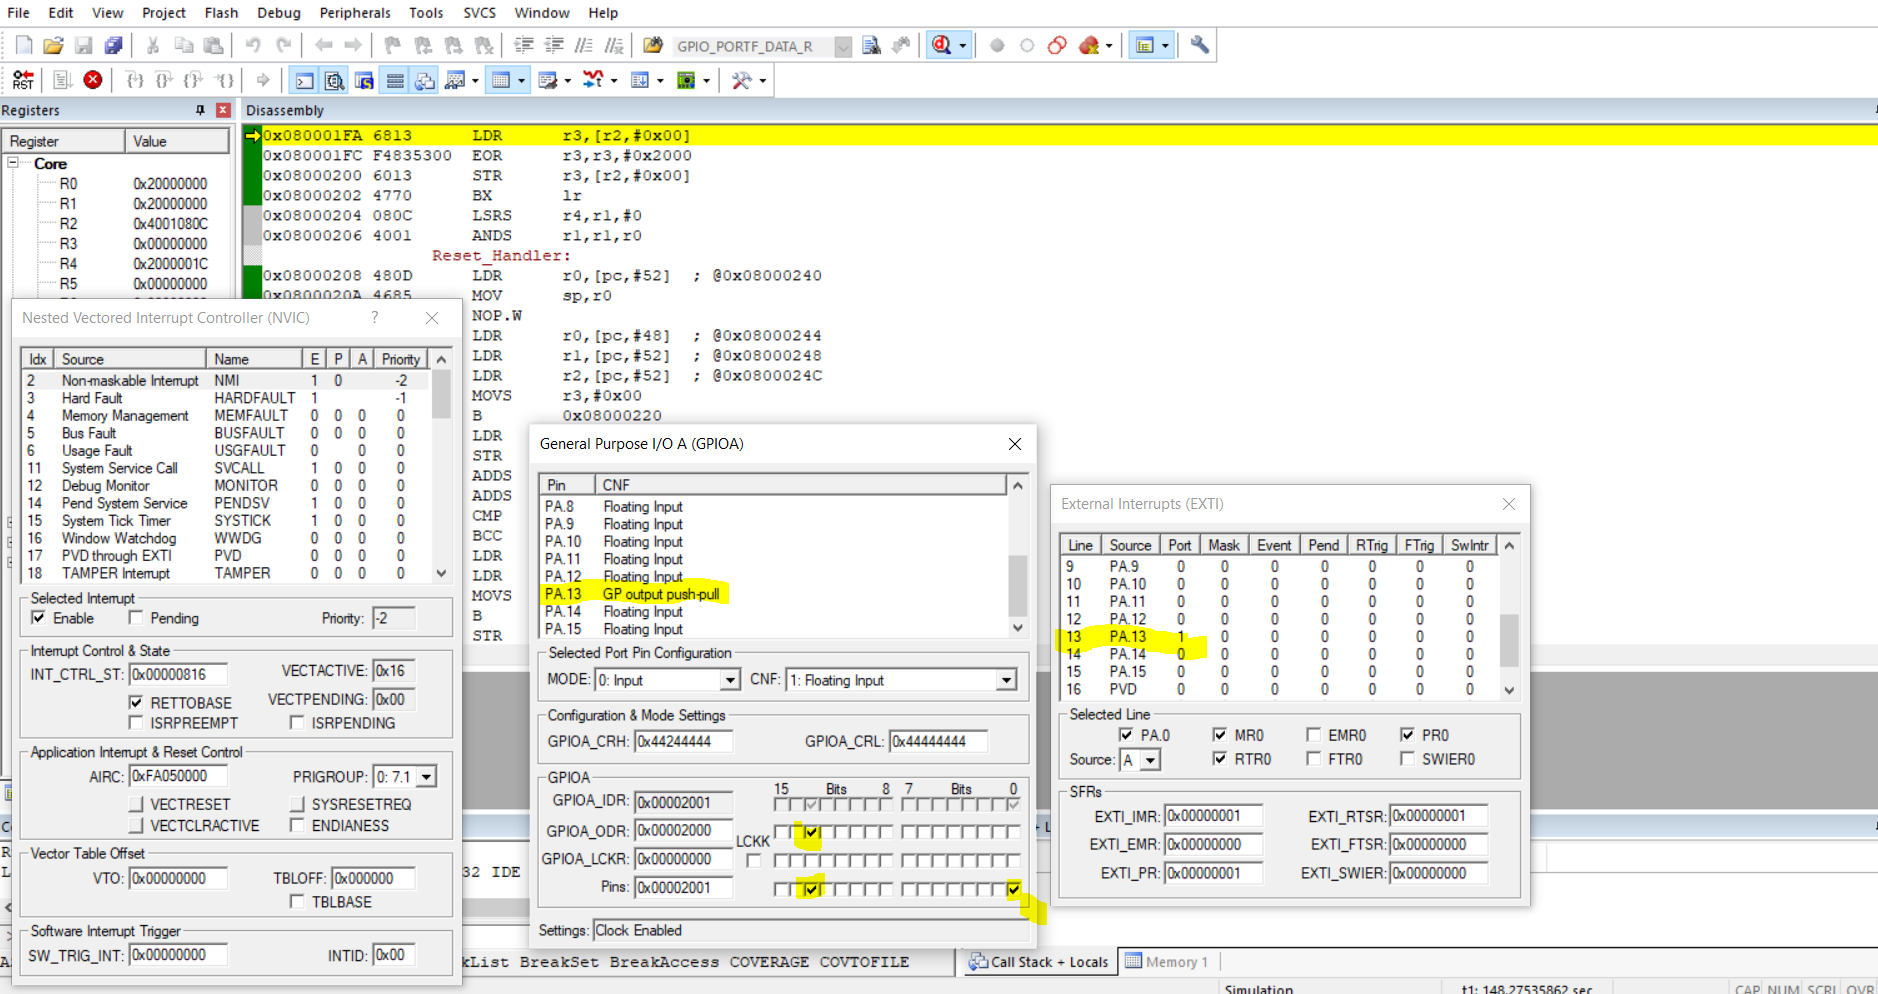 File Edit View Project Flash Debug Peripherals Tools SVCS Window Help
GPIO_PORTF_DATA_R
RST
Registers
Disassembly
Register Value
Core
R0 0x20000000
R1 0x20000000
R2 0x4001080C
R3 0x00000000
R4 0x2000001C
R5 0x00000000
0x080001FA 6813 LDR r3,[r2,#0x00]
0x080001FC F4835300 EOR r3,r3,#0x2000
0x08000200 6013 STR r3,[r2,#0x00]
0x08000202 4770 BX lr
0x08000204 080C LSRS r4,r1,#0
0x08000206 4001 ANDS r1,r1,r0
Reset_Handler:
0x08000208 480D LDR r0,[pc,#52] ; @0x08000240
0x0800020A 4685 MOV sp,r0
NOP.W
LDR r0,[pc,#48] ; @0x08000244
LDR r1,[pc,#52] ; @0x08000248
LDR r2,[pc,#52] ; @0x0800024C
MOVS r3,#0x00
B 0x08000220
LDR
STR
ADDS
ADDS
CMP
BCC
LDR
LDR
MOVS
B
STR
Nested Vectored Interrupt Controller (NVIC) ?
Idx Source Name E P A Priority
2 Non-maskable Interrupt NMI 1 0 -2
3 Hard Fault HARDFAULT 1 -1
4 Memory Management MEMFAULT 0 0 0 0
5 Bus Fault BUSFAULT 0 0 0 0
6 Usage Fault USGFAULT 0 0 0
11 System Service Call SVCALL 1 0 0 0
12 Debug Monitor MONITOR 0 0 0 0
14 Pend System Service PENDSV 1 0 0 0
15 System Tick Timer SYSTICK 1 0 0 0
16 Window Watchdog WWDG 0 0 0 0
17 PVD through EXTI PVD 0 0 0 0
18 TAMPER Interrupt TAMPER 0 0 0 0
Selected Interrupt
Enable Pending Priority: -2
Interrupt Control & State
INT_CTRL_ST: 0x00000816 VECTACTIVE: 0x16
RETTOBASE VECTPENDING: 0x00
ISRPREEMPT ISRPENDING
Application Interrupt & Reset Control
AIRC: 0xFA050000 PRIGROUP: 0: 7.1
VECTRESET SYSRESETREQ
VECTCLRACTIVE ENDIANESS
Vector Table Offset
VTO: 0x00000000 TBLOFF: 0x000000
TBLBASE
Software Interrupt Trigger
SW_TRIG_INT: 0x00000000 INTID: 0x00
General Purpose I/O A (GPIOA)
Pin CNF
PA.8 Floating Input
PA.9 Floating Input
PA.10 Floating Input
PA.11 Floating Input
PA.12 Floating Input
PA.13 GP output push-pull
PA.14 Floating Input
PA.15 Floating Input
Selected Port Pin Configuration
MODE: 0: Input CNF: 1: Floating Input
Configuration & Mode Settings
GPIOA_CRH: 0x44244444 GPIOA_CRL: 0x44444444
GPIOA
15 Bits 8 7 Bits 0
GPIOA_IDR: 0x00002001
GPIOA_ODR: 0x00002000
LCKK
GPIOA_LCKR: 0x00000000
Pins: 0x00002001
Settings: Clock Enabled
External Interrupts (EXTI)
Line Source Port Mask Event Pend RTrig FTrig SwIntr
9 PA.9 0 0 0 0 0 0 0
10 PA.10 0 0 0 0 0 0 0
11 PA.11 0 0 0 0 0 0 0
12 PA.12 0 0 0 0 0 0 0
13 PA.13 1 0 0 0 0 0 0
14 PA.14 0 0 0 0 0 0 0
15 PA.15 0 0 0 0 0 0 0
16 PVD 0 0 0 0 0 0 0
Selected Line
PA.0 MR0 EMR0 PR0
Source: A RTR0 FTR0 SWIER0
SFRs
EXTI_IMR: 0x00000001 EXTI_RTSR: 0x00000001
EXTI_EMR: 0x00000000 EXTI_FTSR: 0x00000000
EXTI_PR: 0x00000001 EXTI_SWIER: 0x00000000
32 IDE
kList BreakSet BreakAccess COVERAGE COVTOFILE
Call Stack + Locals Memory 1
Simulation t1: 148.27535862 sec CAP NUM SCRL OVR